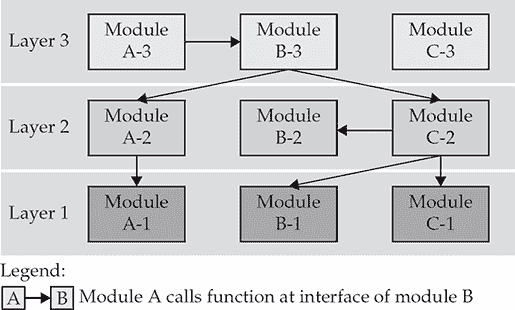 Layer 3
Module
A-3
Module
B-3
Module
C-3
Layer 2
Module
A-2
Module
B-2
Module
C-2
Layer 1
Module
A-1
Module
B-1
Module
C-1
Legend:
A B Module A calls function at interface of module B